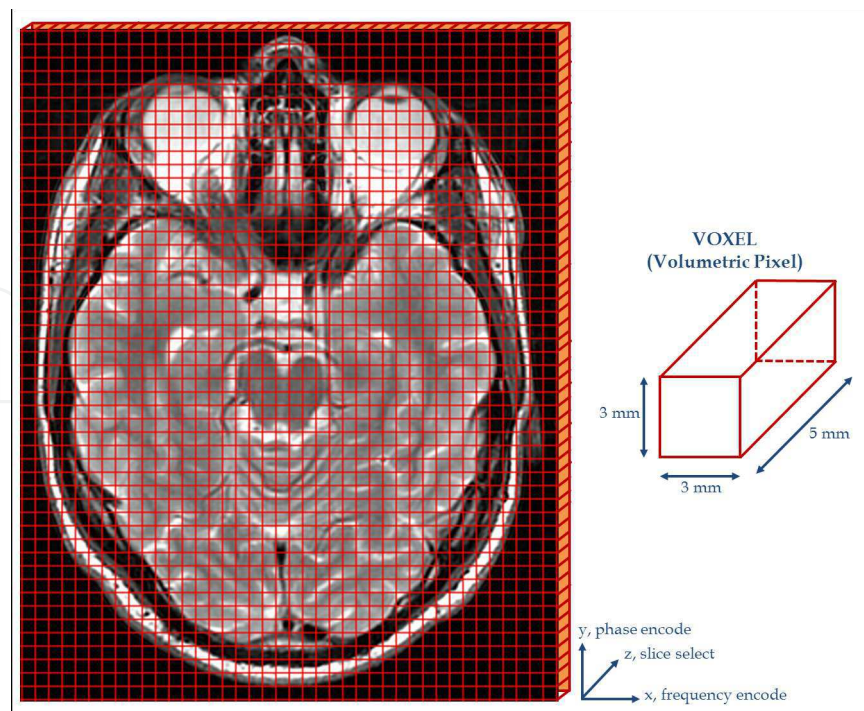 VOXEL
(Volumetric Pixel)
3 mm
5 mm
3 mm
y, phase encode
z, slice select
x, frequency encode